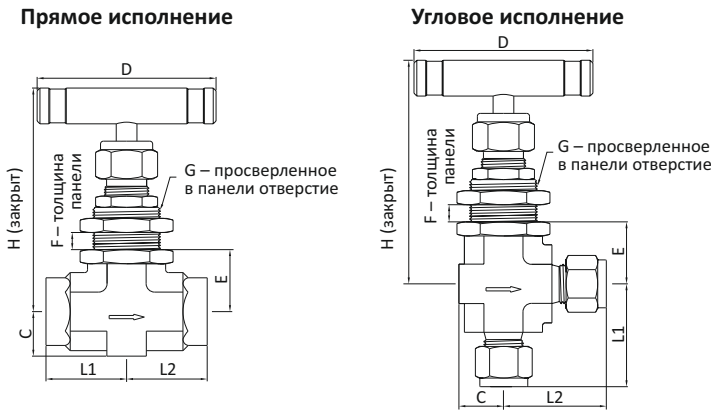 Прямое исполнение
D
H (закрыт)
F – толщина
панели
G – просверленное
в панели отверстие
E
C
L1
L2
Угловое исполнение
D
H (закрыт)
F – толщина
панели
G – просверленное
в панели отверстие
E
L1
C
L2